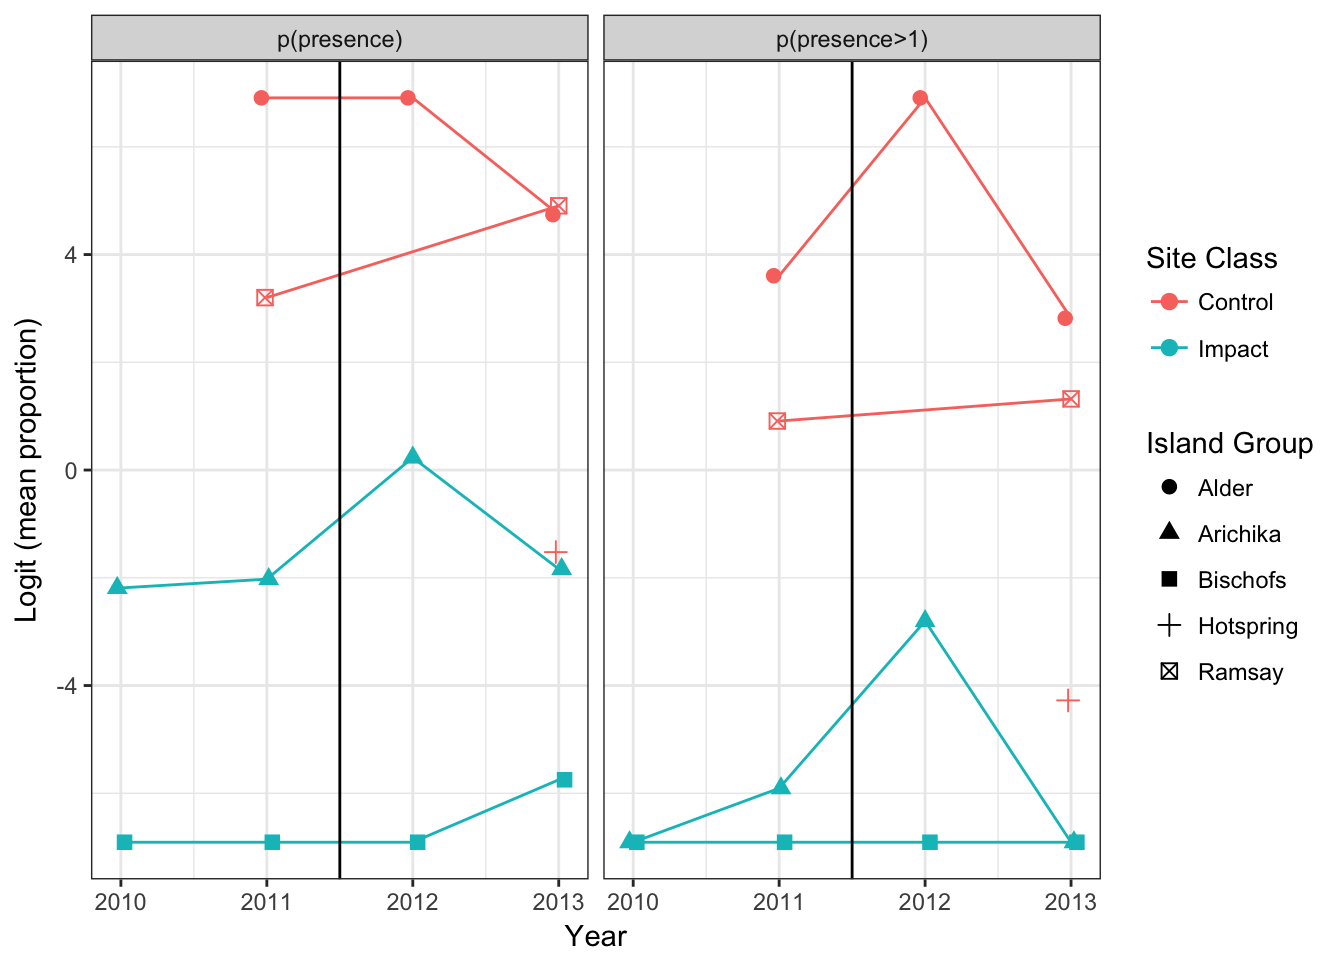 p(presence)
p(presence>1)
Logit (mean proportion)
4
0
-4
2010
2011
2012
2013
2010
2011
2012
2013
Year
Site Class
Control
Impact
Island Group
Alder
Arichika
Bischofs
Hotspring
Ramsay